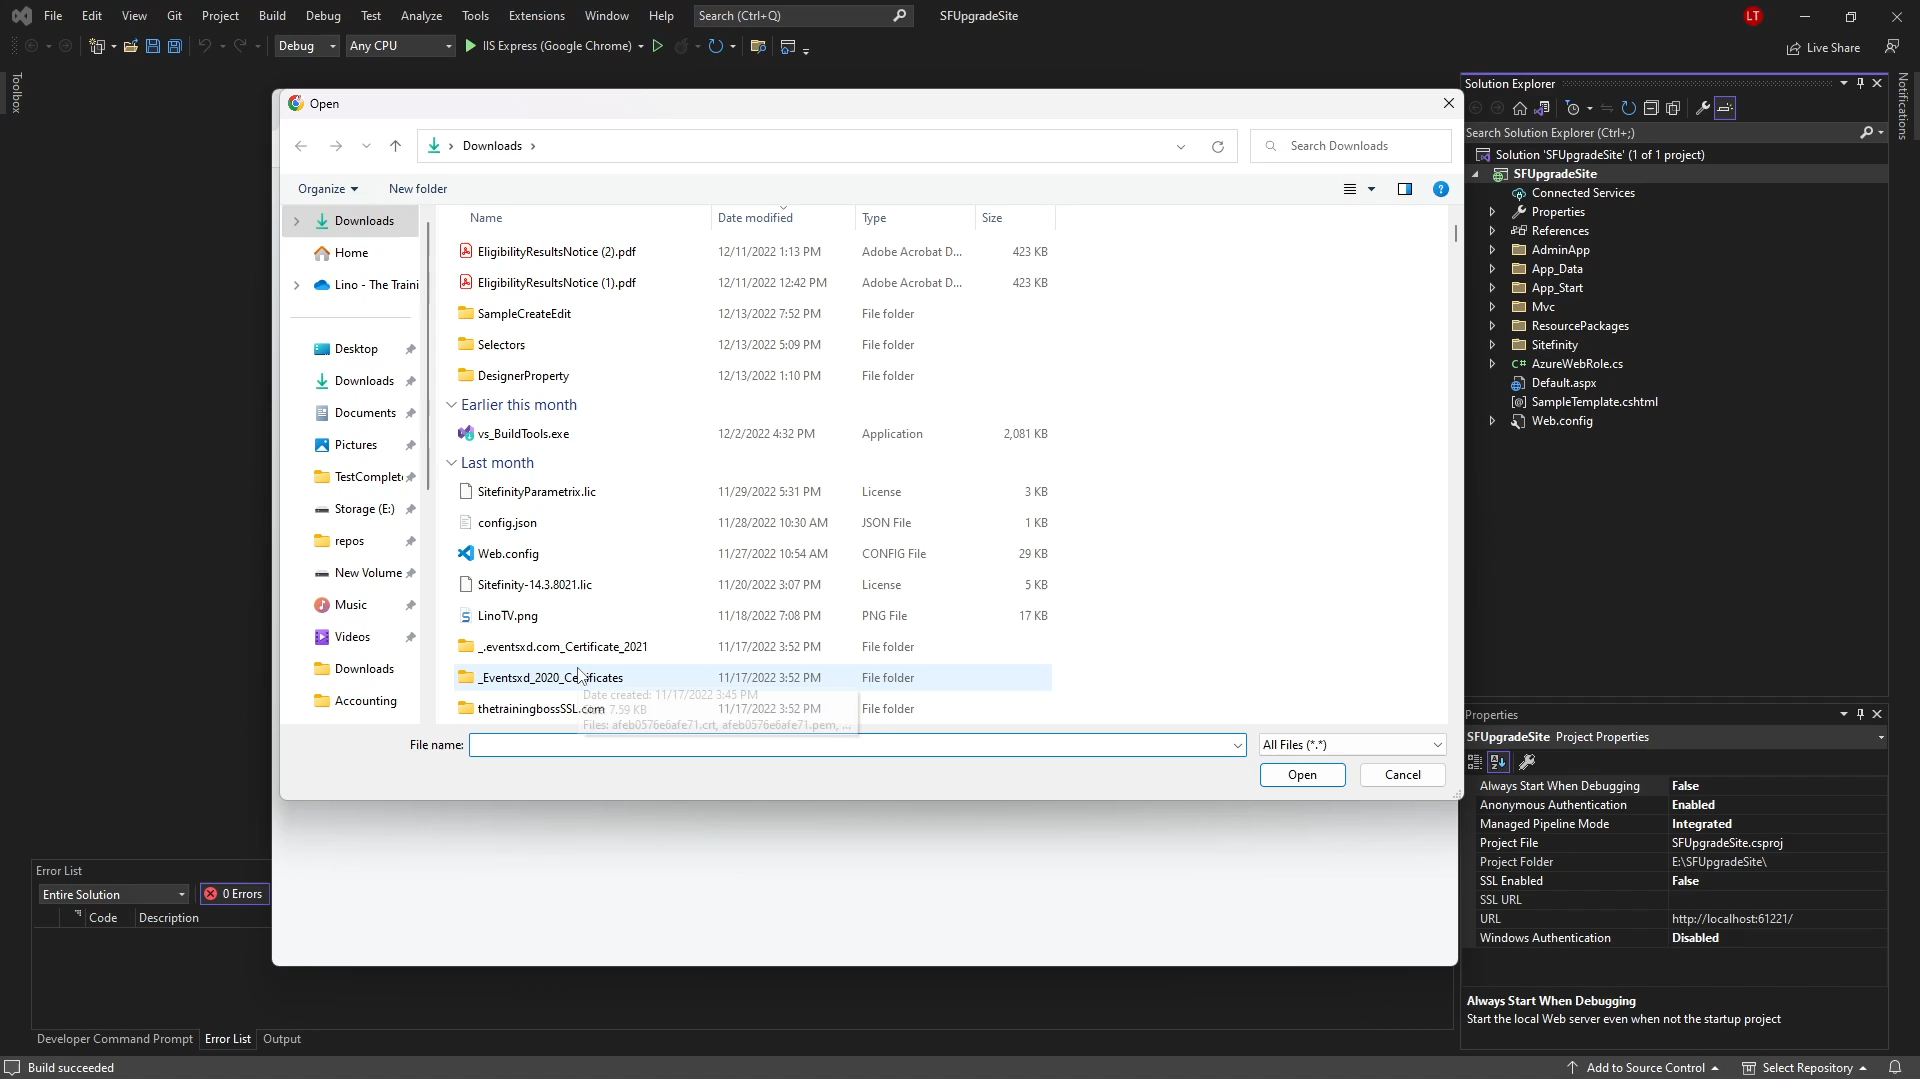 File Edit View Git Project Build Debug Test Analyze Tools Extensions Window Help Search (Ctrl+Q) SFUpgradeSite LT
Debug Any CPU IIS Express (Google Chrome) Live Share
Toolbox
Open
Downloads Search Downloads
Organize New folder
Downloads
Home
Lino - The Traini
Desktop
Downloads
Documents
Pictures
TestComplete
Storage (E:)
repos
New Volume
Music
Videos
Downloads
Accounting
Name Date modified Type Size
EligibilityResultsNotice (2).pdf 12/11/2022 1:13 PM Adobe Acrobat D... 423 KB
EligibilityResultsNotice (1).pdf 12/11/2022 12:42 PM Adobe Acrobat D... 423 KB
SampleCreateEdit 12/13/2022 7:52 PM File folder
Selectors 12/13/2022 5:09 PM File folder
DesignerProperty 12/13/2022 1:10 PM File folder
Earlier this month
vs_BuildTools.exe 12/2/2022 4:32 PM Application 2,081 KB
Last month
SitefinityParametrix.lic 11/29/2022 5:31 PM License 3 KB
config.json 11/28/2022 10:30 AM JSON File 1 KB
Web.config 11/27/2022 10:54 AM CONFIG File 29 KB
Sitefinity-14.3.8021.lic 11/20/2022 3:07 PM License 5 KB
LinoTV.png 11/18/2022 7:08 PM PNG File 17 KB
_.eventsxd.com_Certificate_2021 11/17/2022 3:52 PM File folder
_Eventsxd_2020_Certificates 11/17/2022 3:52 PM File folder
Date created: 11/17/2022 3:45 PM
thetrainingbossSSL.com 7.59 KB 11/17/2022 3:52 PM File folder
Files: afeb0576e6afe71.crt, afeb0576e6afe71.pem, ...
File name: All Files (*.*)
Open Cancel
Solution Explorer
Search Solution Explorer (Ctrl+;)
Solution 'SFUpgradeSite' (1 of 1 project)
SFUpgradeSite
Connected Services
Properties
References
AdminApp
App_Data
App_Start
Mvc
ResourcePackages
Sitefinity
C# AzureWebRole.cs
Default.aspx
[@] SampleTemplate.cshtml
Web.config
Notifications
Properties
SFUpgradeSite Project Properties
Always Start When Debugging False
Anonymous Authentication Enabled
Managed Pipeline Mode Integrated
Project File SFUpgradeSite.csproj
Project Folder E:\SFUpgradeSite\
SSL Enabled False
SSL URL
URL http://localhost:61221/
Windows Authentication Disabled
Always Start When Debugging
Start the local Web server even when not the startup project
Error List
Entire Solution 0 Errors
Code Description
Developer Command Prompt Error List Output
Build succeeded Add to Source Control Select Repository